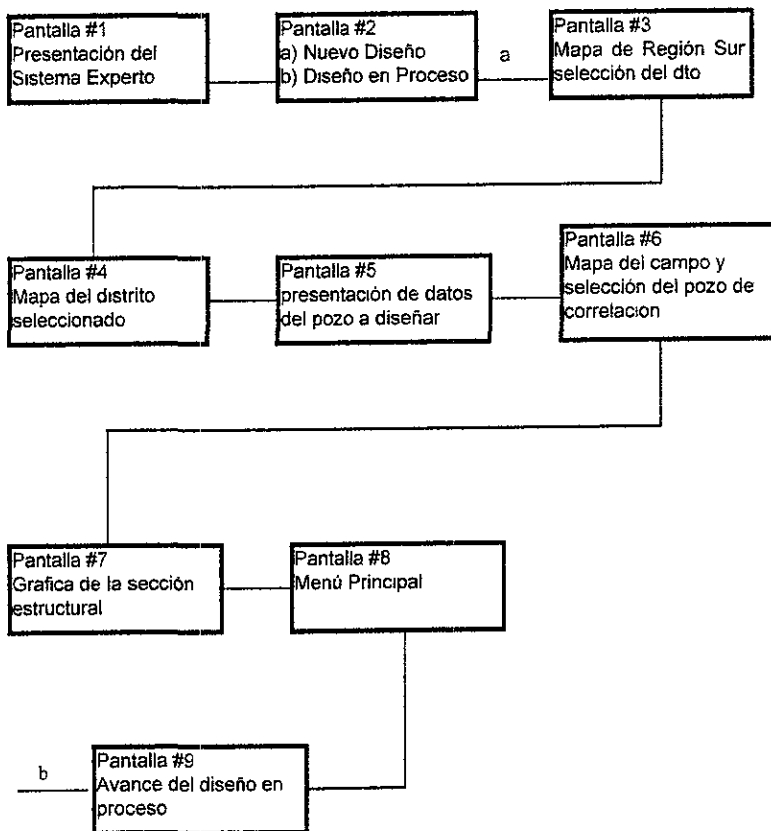 Pantalla #1
Presentación del
Sistema Experto
Pantalla #2
a) Nuevo Diseño
b) Diseño en Proceso
a
Pantalla #3
Mapa de Región Sur
selección del dto
Pantalla #4
Mapa del distrito
seleccionado
Pantalla #5
presentación de datos
del pozo a diseñar
Pantalla #6
Mapa del campo y
selección del pozo de
correlacion
Pantalla #7
Grafica de la sección
estructural
Pantalla #8
Menú Principal
b
Pantalla #9
Avance del diseño en
proceso